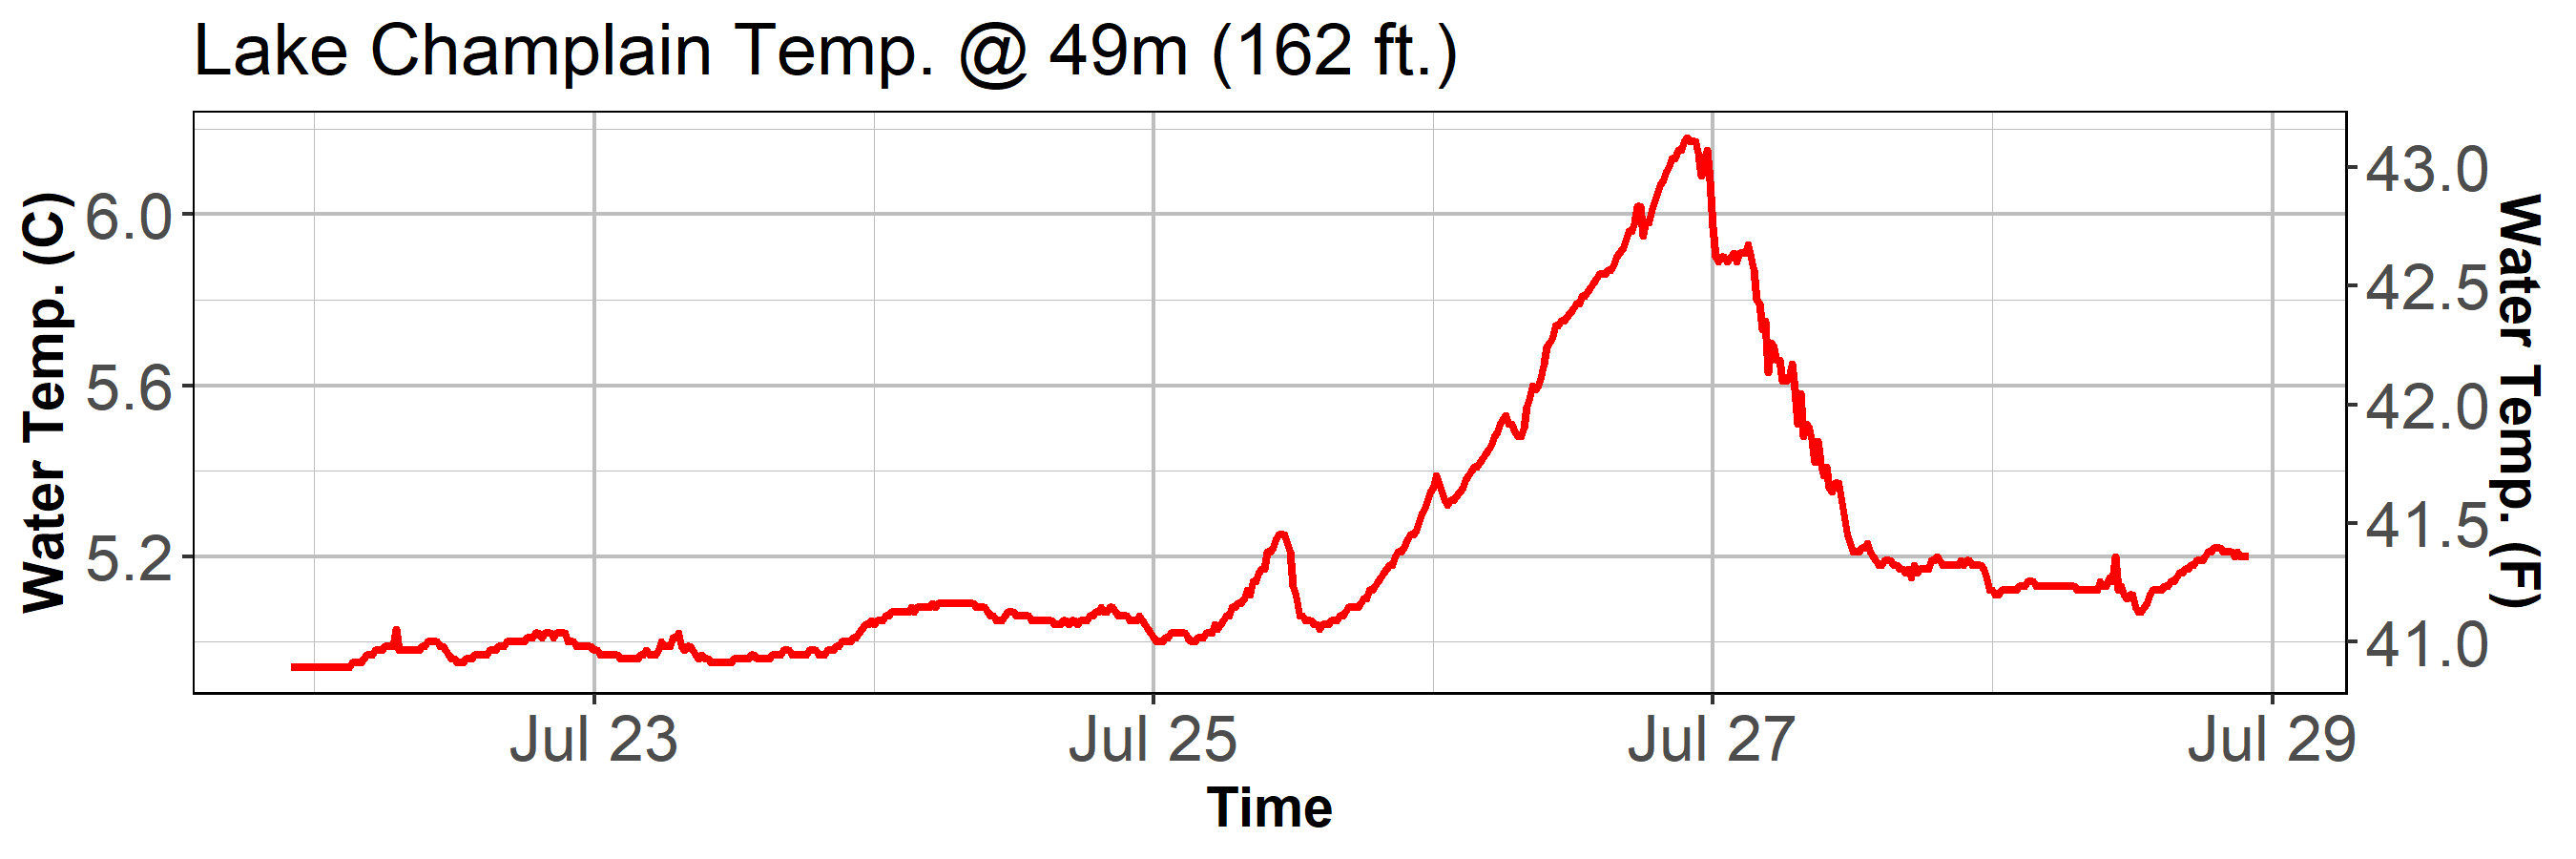 Lake Champlain Temp. @ 49m (162 ft.)
Water Temp. (C)
6.0
5.6
5.2
43.0
42.5
42.0
41.5
41.0
Water Temp. (F)
Jul 23 Jul 25 Jul 27 Jul 29
Time